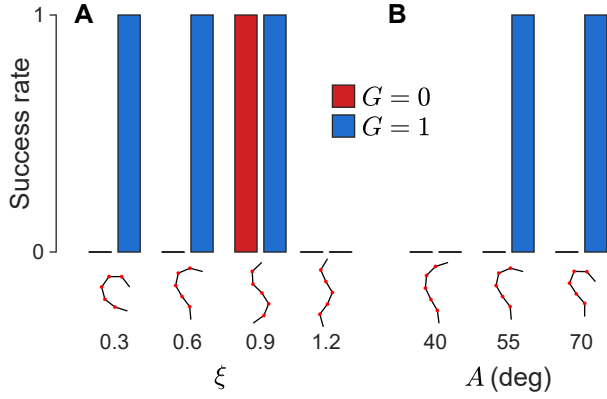 A
B
1
Success rate
0
G = 0
G = 1
0.3 0.6 0.9 1.2
40 55 70
ξ
A (deg)